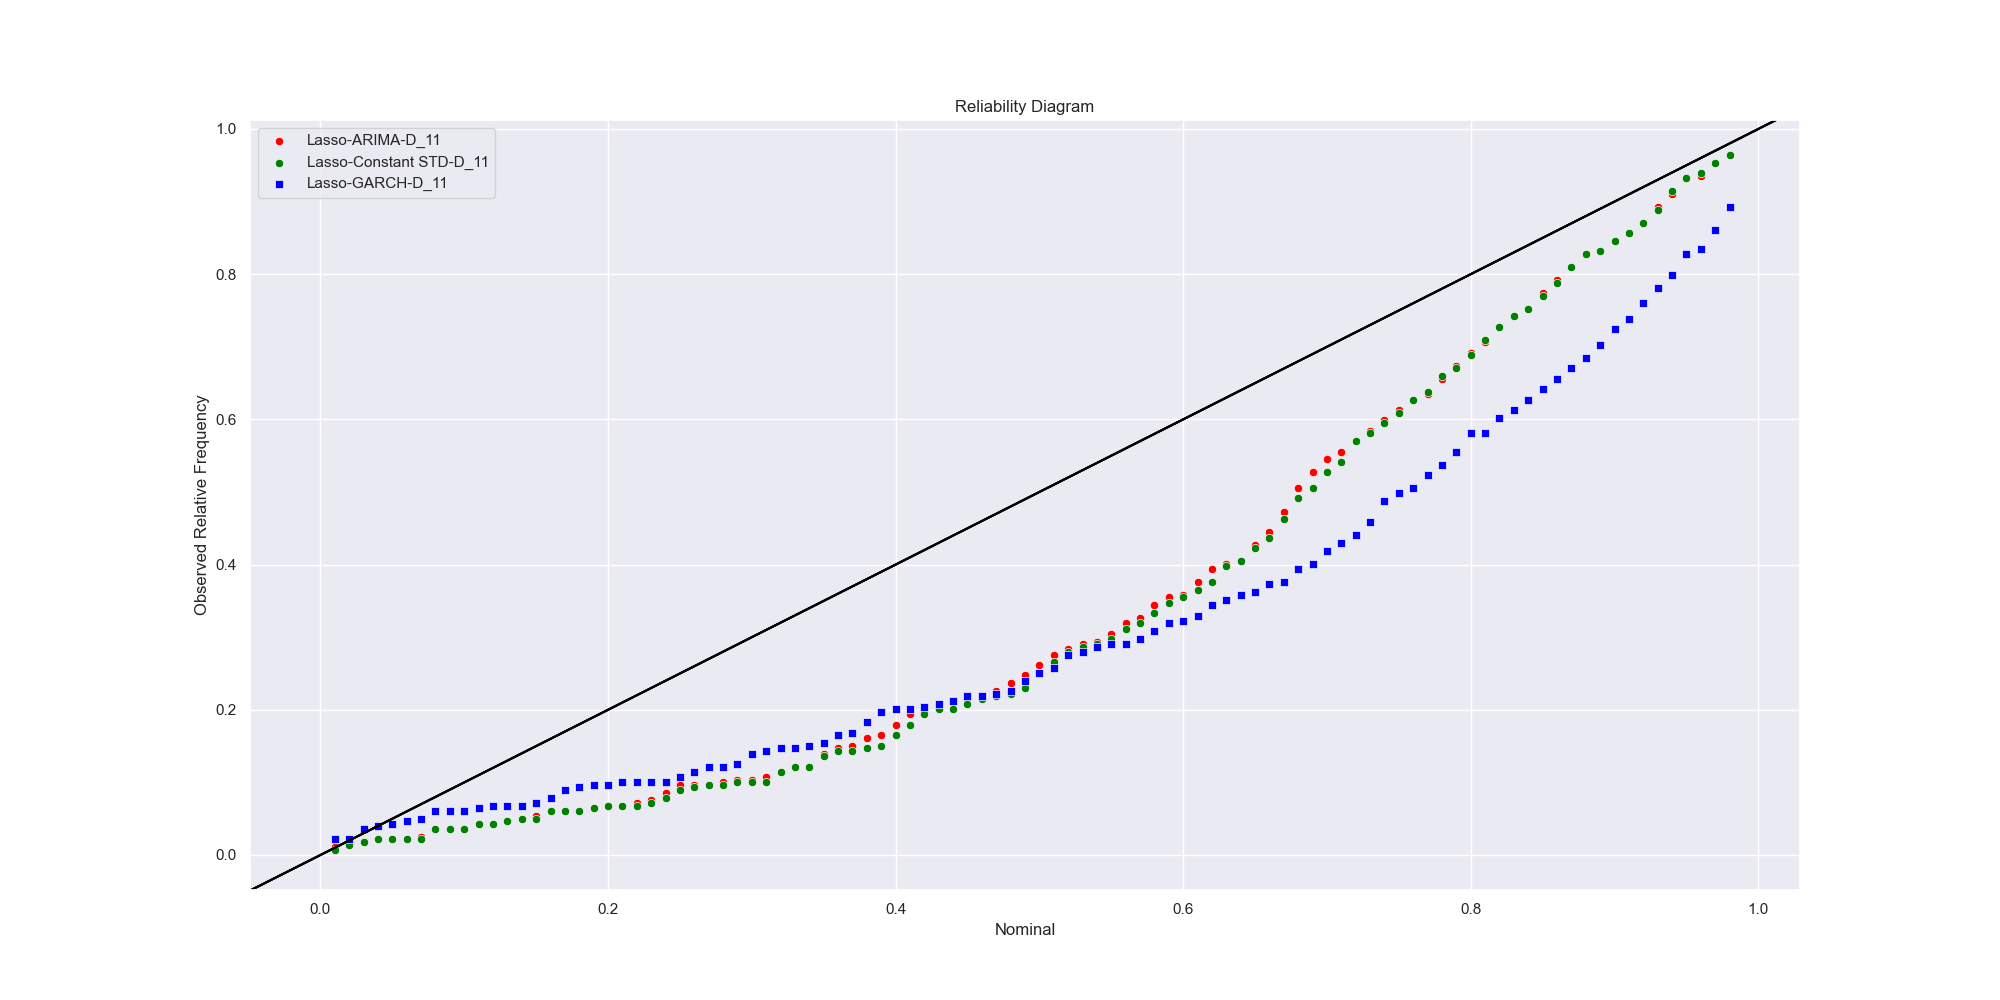 Reliability Diagram
1.0
Lasso-ARIMA-D_11
Lasso-Constant STD-D_11
Lasso-GARCH-D_11
0.8
0.6
Observed Relative Frequency
0.4
0.2
0.0
0.0 0.2 0.4 0.6 0.8 1.0
Nominal